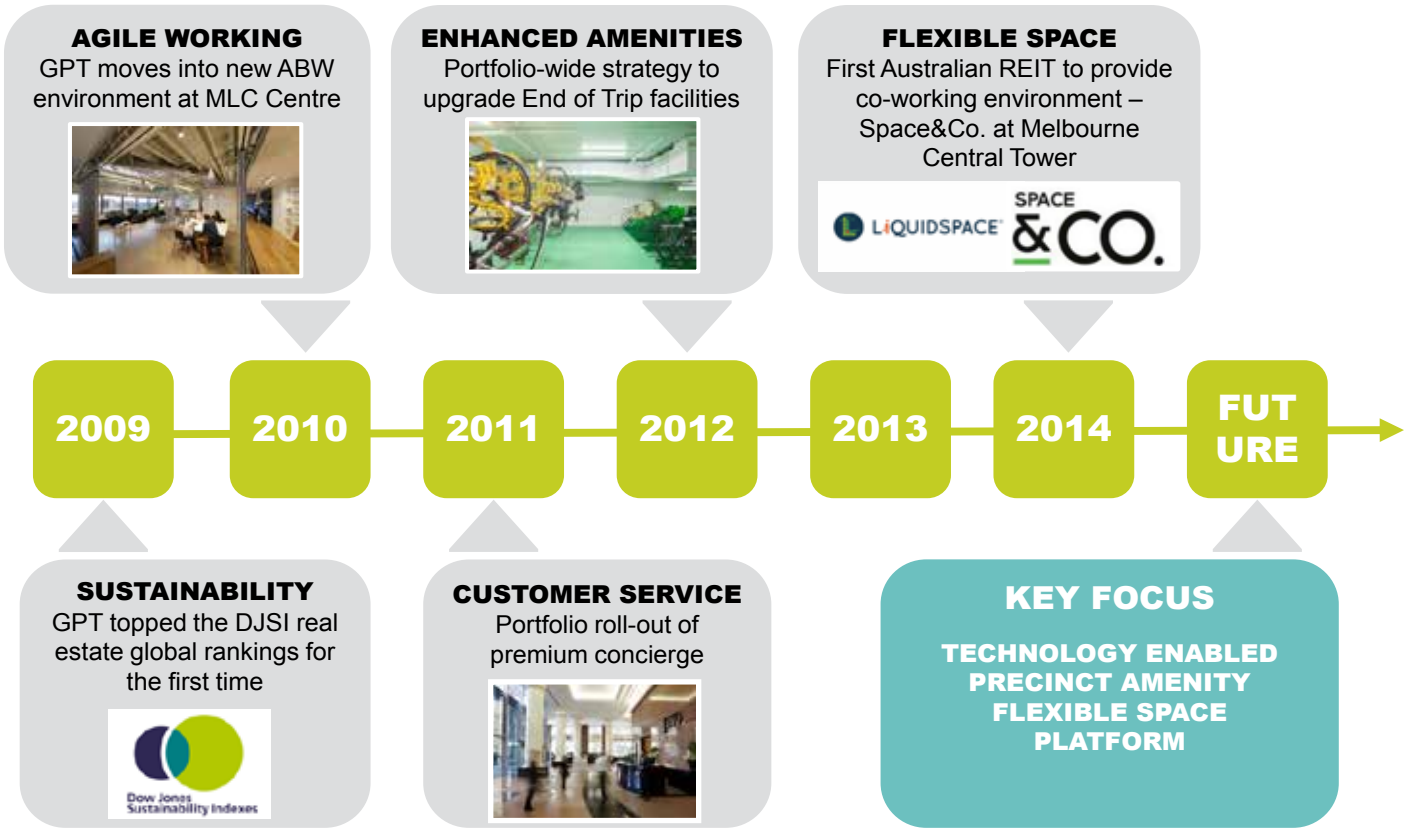 AGILE WORKING
GPT moves into new ABW
environment at MLC Centre
ENHANCED AMENITIES
Portfolio-wide strategy to
upgrade End of Trip facilities
FLEXIBLE SPACE
First Australian REIT to provide
co-working environment –
Space&Co. at Melbourne
Central Tower
LiQUIDSPACE
SPACE
&CO.
2009
2010
2011
2012
2013
2014
FUT
URE
SUSTAINABILITY
GPT topped the DJSI real
estate global rankings for
the first time
Dow Jones
Sustainability Indexes
CUSTOMER SERVICE
Portfolio roll-out of
premium concierge
KEY FOCUS
TECHNOLOGY ENABLED
PRECINCT AMENITY
FLEXIBLE SPACE
PLATFORM